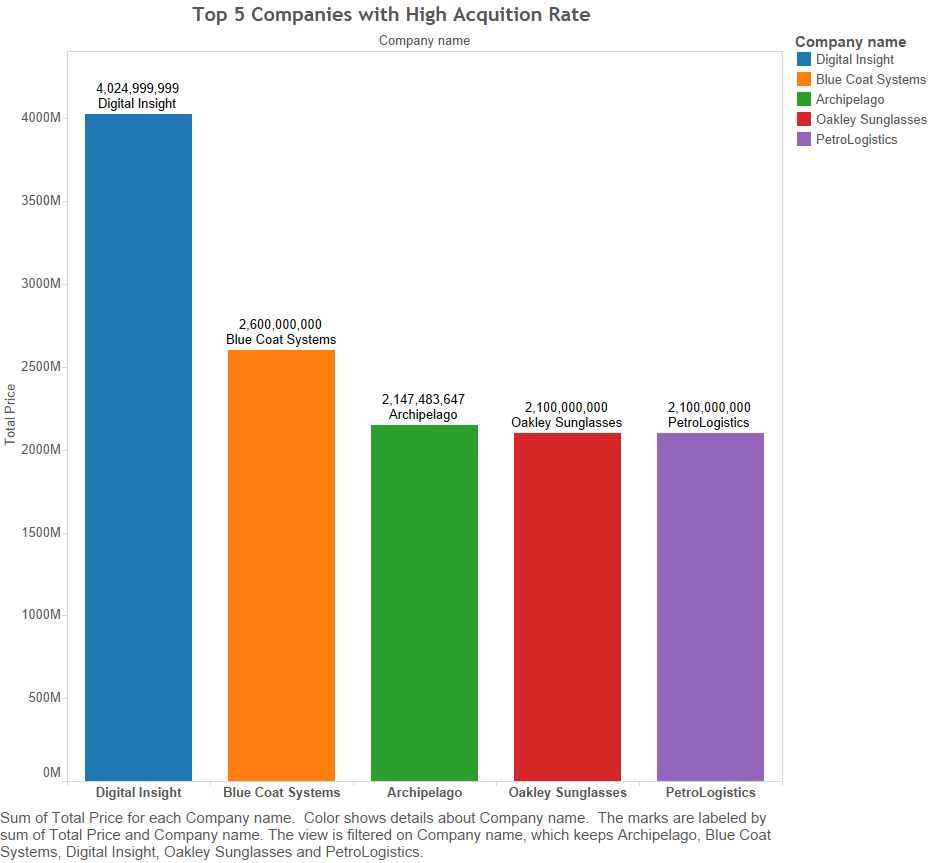 Top 5 Companies with High Acquition Rate
Company name
Company name
Digital Insight
Blue Coat Systems
Archipelago
Oakley Sunglasses
PetroLogistics
4,024,999,999
Digital Insight
2,600,000,000
Blue Coat Systems
2,147,483,647
Archipelago
2,100,000,000
Oakley Sunglasses
2,100,000,000
PetroLogistics
Total Price
4000M
3500M
3000M
2500M
2000M
1500M
1000M
500M
0M
Digital Insight
Blue Coat Systems
Archipelago
Oakley Sunglasses
PetroLogistics
Sum of Total Price for each Company name.  Color shows details about Company name.  The marks are labeled by
sum of Total Price and Company name. The view is filtered on Company name, which keeps Archipelago, Blue Coat
Systems, Digital Insight, Oakley Sunglasses and PetroLogistics.